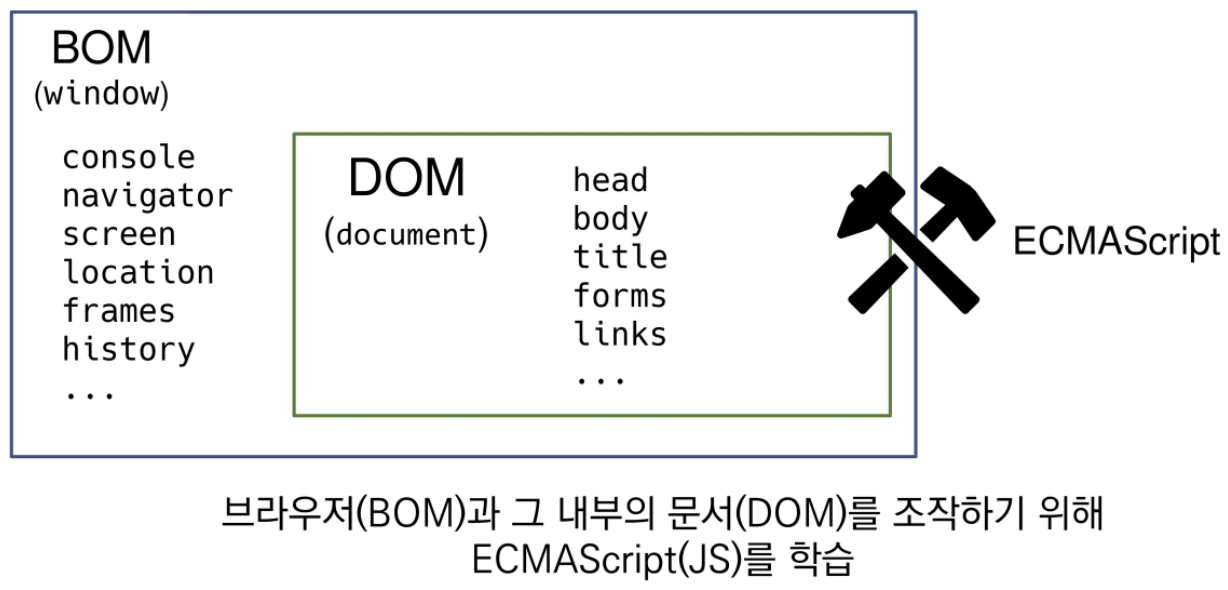 BOM
(window)
console
navigator
screen
location
frames
history
...
DOM
(document)
head
body
title
forms
links
...
ECMAScript
브라우저(BOM)과 그 내부의 문서(DOM)를 조작하기 위해
ECMAScript(JS)를 학습